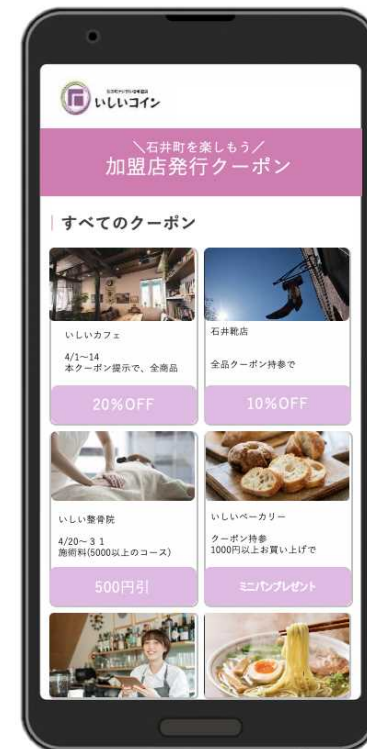 いしいコイン
＼石井町を楽しもう／
加盟店発行クーポン
すべてのクーポン
いしいカフェ
4/1～14
本クーポン提示で、全商品
20%OFF
石井靴店
全品クーポン持参で
10%OFF
いしい整骨院
4/20～３１
施術料(5000以上のコース)
500円引
いしいベーカリー
クーポン持参
1000円以上お買い上げで
ミニパンプレゼント